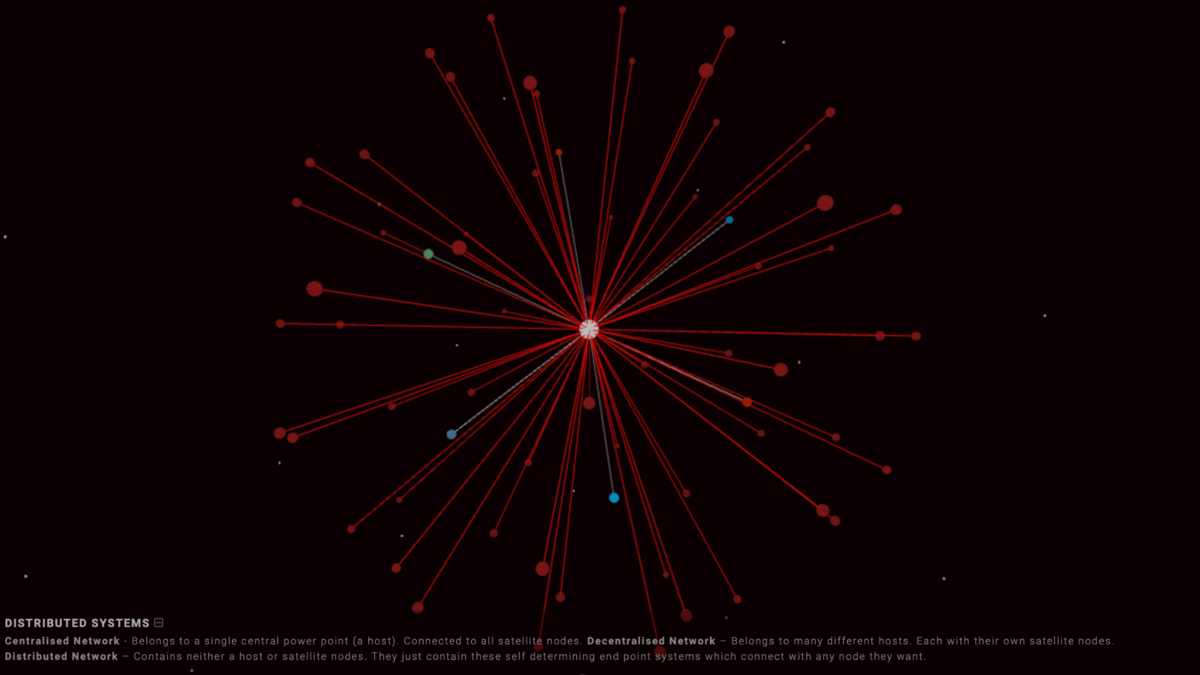 DISTRIBUTED SYSTEMS
Centralised Network - Belongs to a single central power point (a host). Connected to all satellite nodes. Decentralised Network – Belongs to many different hosts. Each with their own satellite nodes.
Distributed Network – Contains neither a host or satellite nodes. They just contain these self determining end point systems which connect with any node they want.